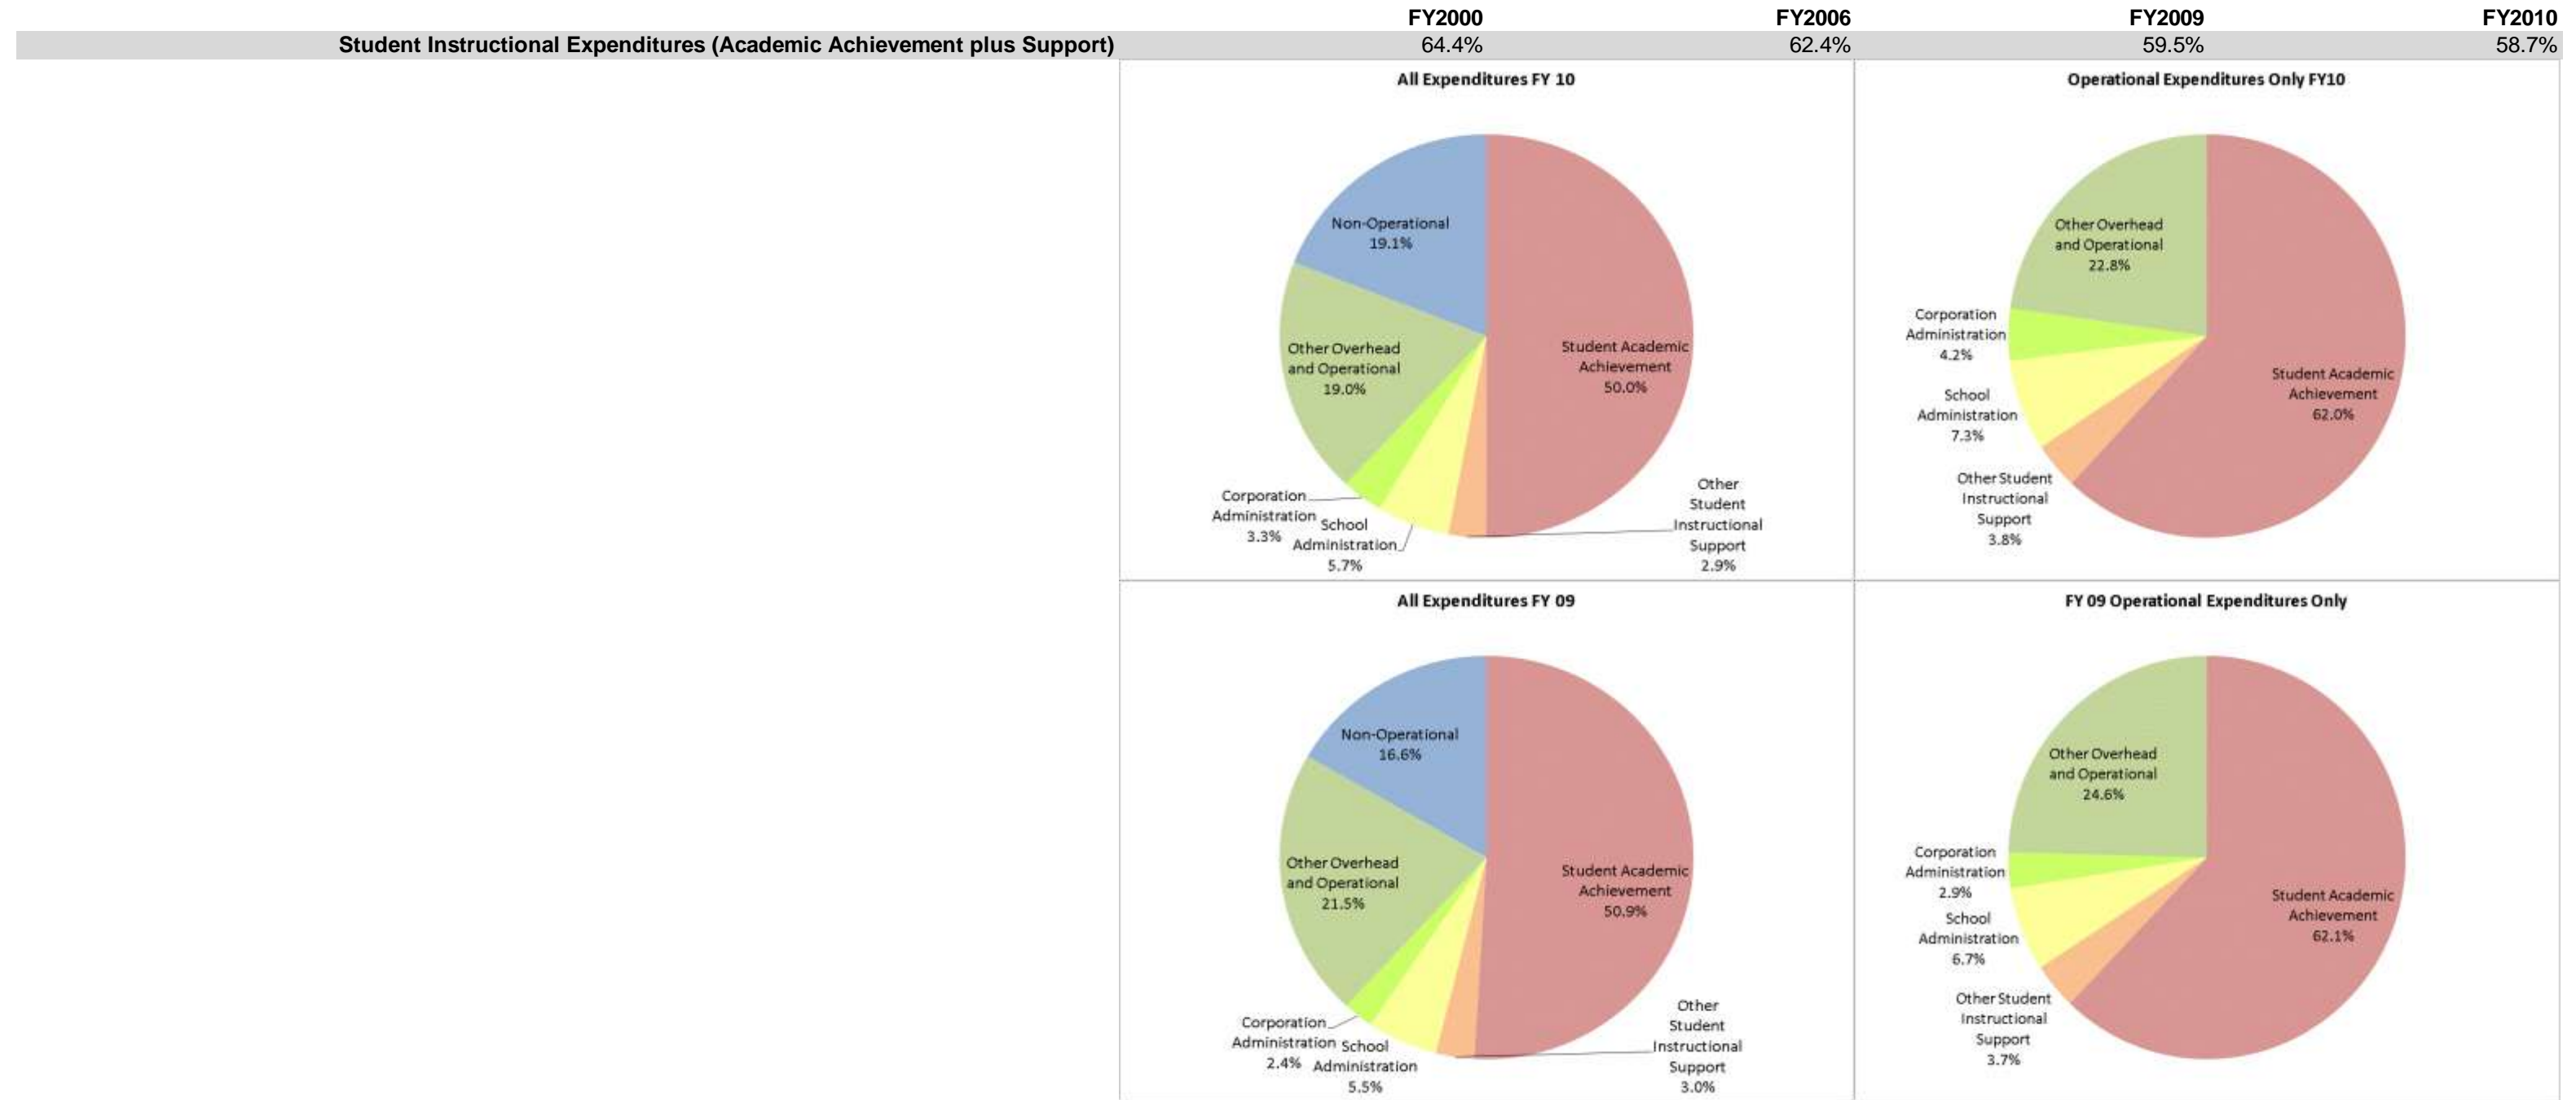 FY2000 FY2006 FY2009 FY2010
Student Instructional Expenditures (Academic Achievement plus Support) 64.4% 62.4% 59.5% 58.7%
All Expenditures FY 10
Non-Operational
19.1%
Other Overhead
and Operational
19.0%
Student Academic
Achievement
50.0%
Corporation
Administration
3.3%
School
Administration
5.7%
Other
Student
Instructional
Support
2.9%
Operational Expenditures Only FY10
Other Overhead
and Operational
22.8%
Corporation
Administration
4.2%
School
Administration
7.3%
Other Student
Instructional
Support
3.8%
Student Academic
Achievement
62.0%
All Expenditures FY 09
Non-Operational
16.6%
Other Overhead
and Operational
21.5%
Student Academic
Achievement
50.9%
Corporation
Administration
2.4%
School
Administration
5.5%
Other
Student
Instructional
Support
3.0%
FY 09 Operational Expenditures Only
Other Overhead
and Operational
24.6%
Corporation
Administration
2.9%
School
Administration
6.7%
Other Student
Instructional
Support
3.7%
Student Academic
Achievement
62.1%